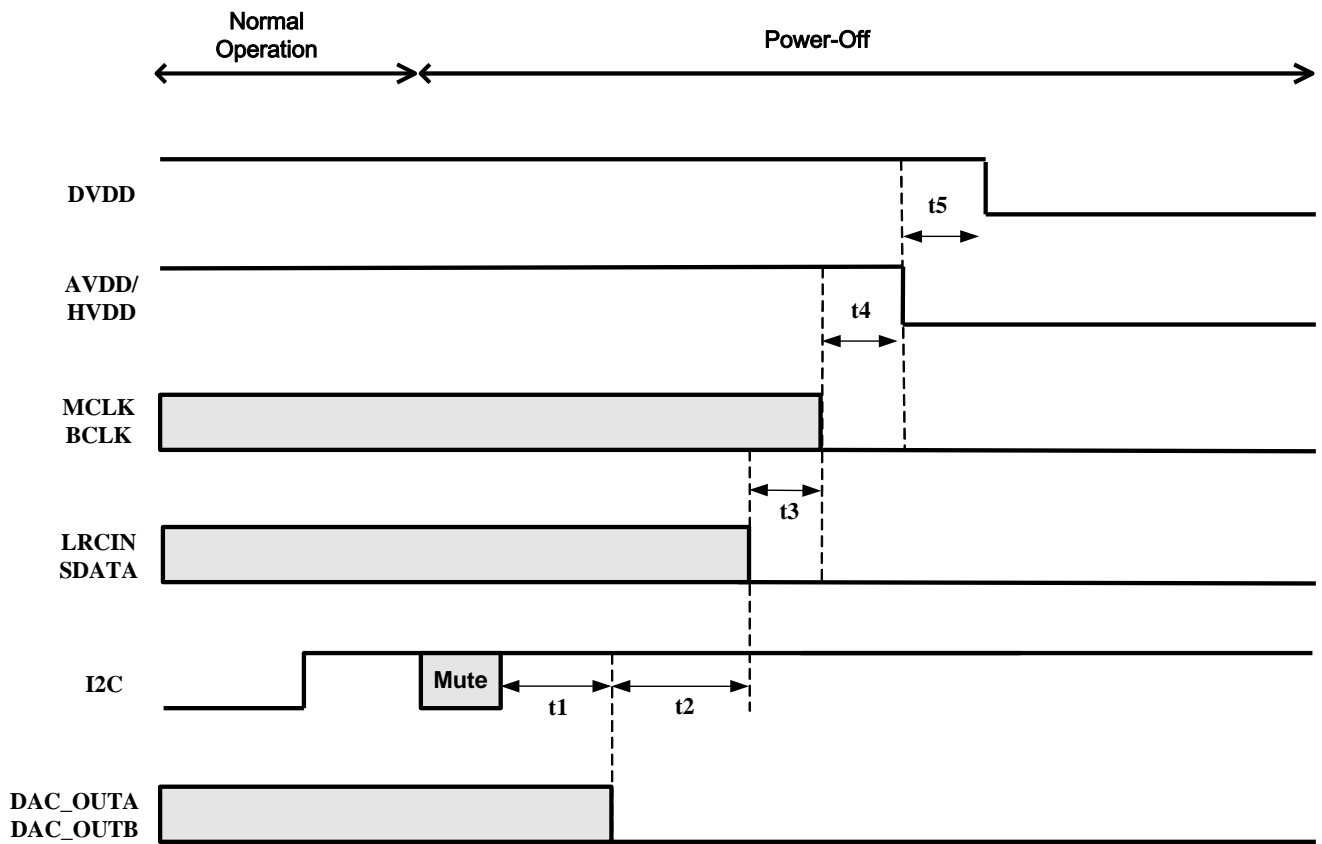 Normal
Operation
Power-Off
DVDD
t5
AVDD/
HVDD
t4
MCLK
BCLK
t3
LRCIN
SDATA
I2C
Mute
t1
t2
DAC_OUTA
DAC_OUTB